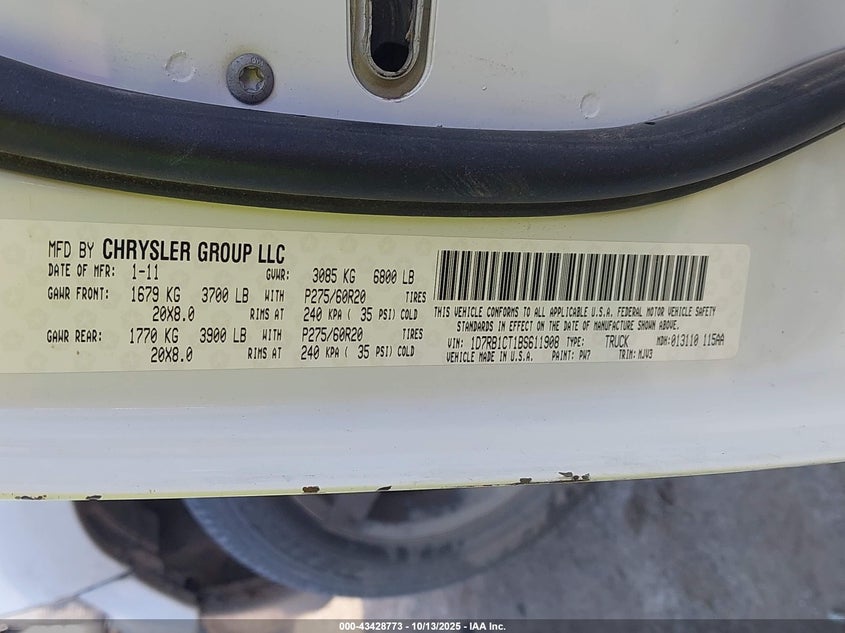 MFD BY CHRYSLER GROUP LLC
DATE OF MFR: 1-11 GVWR: 3085 KG 6800 LB
GAWR FRONT: 1679 KG 3700 LB WITH P275/60R20 TIRES
20X8.0 RIMS AT 240 KPA ( 35 PSI) COLD
GAWR REAR: 1770 KG 3900 LB WITH P275/60R20 TIRES
20X8.0 RIMS AT 240 KPA ( 35 PSI) COLD
THIS VEHICLE CONFORMS TO ALL APPLICABLE U.S.A. FEDERAL MOTOR VEHICLE SAFETY
STANDARDS IN EFFECT ON THE DATE OF MANUFACTURE SHOWN ABOVE.
VIN: 1D7RB1CT1BS611908 TYPE: TRUCK MDH: 013110 115AA
VEHICLE MADE IN U.S.A. PAINT: PW7 TRIM: MJV3
000-43428773 - 10/13/2025 - IAA Inc.